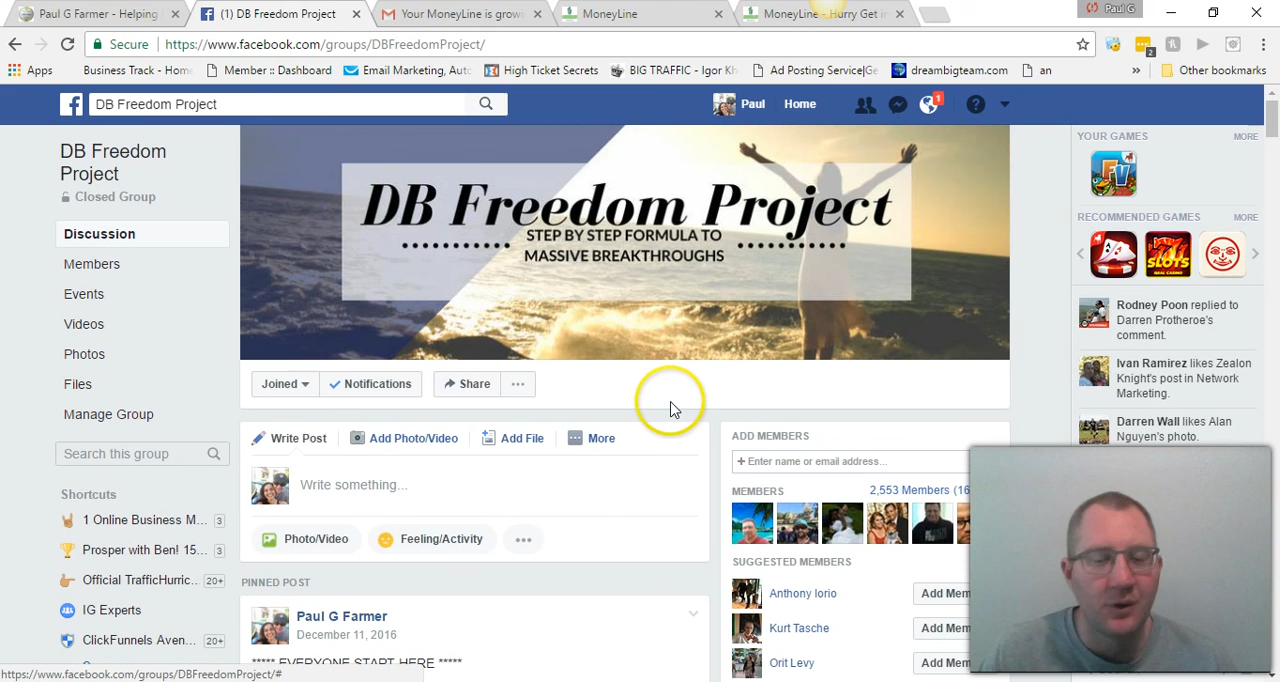 Paul G Farmer - Helping
(1) DB Freedom Project
Your MoneyLine is grow
MoneyLine
MoneyLine - Hurry Get in
Paul G
Secure
https://www.facebook.com/groups/DBFreedomProject/
2
Apps
Business Track - Home
Member :: Dashboard
Email Marketing, Auto
High Ticket Secrets
BIG TRAFFIC - Igor Kh
Ad Posting Service|Ge
dreambigteam.com
an
Other bookmarks
DB Freedom Project
Paul
Home
1
DB Freedom
Project
Closed Group
Discussion
Members
Events
Videos
Photos
Files
Manage Group
Search this group
Shortcuts
1 Online Business M... 3
Prosper with Ben! 15... 3
Official TrafficHurric... 20+
IG Experts
ClickFunnels Aven... 20+
https://www.facebook.com/groups/DBFreedomProject/#
DB Freedom Project
STEP BY STEP FORMULA TO
MASSIVE BREAKTHROUGHS
Joined
Notifications
Share
Write Post
Add Photo/Video
Add File
More
Write something...
Photo/Video
Feeling/Activity
PINNED POST
Paul G Farmer
December 11, 2016
***** EVERYONE START HERE *****
ADD MEMBERS
+ Enter name or email address...
MEMBERS
2,553 Members (16
SUGGESTED MEMBERS
Anthony Iorio
Add Mem
Kurt Tasche
Add Mem
Orit Levy
Add Mem
YOUR GAMES
MORE
FV
RECOMMENDED GAMES
MORE
SLOTS
Rodney Poon replied to
Darren Protheroe's
comment.
Ivan Ramirez likes Zealon
Knight's post in Network
Marketing.
Darren Wall likes Alan
Nguyen's photo.